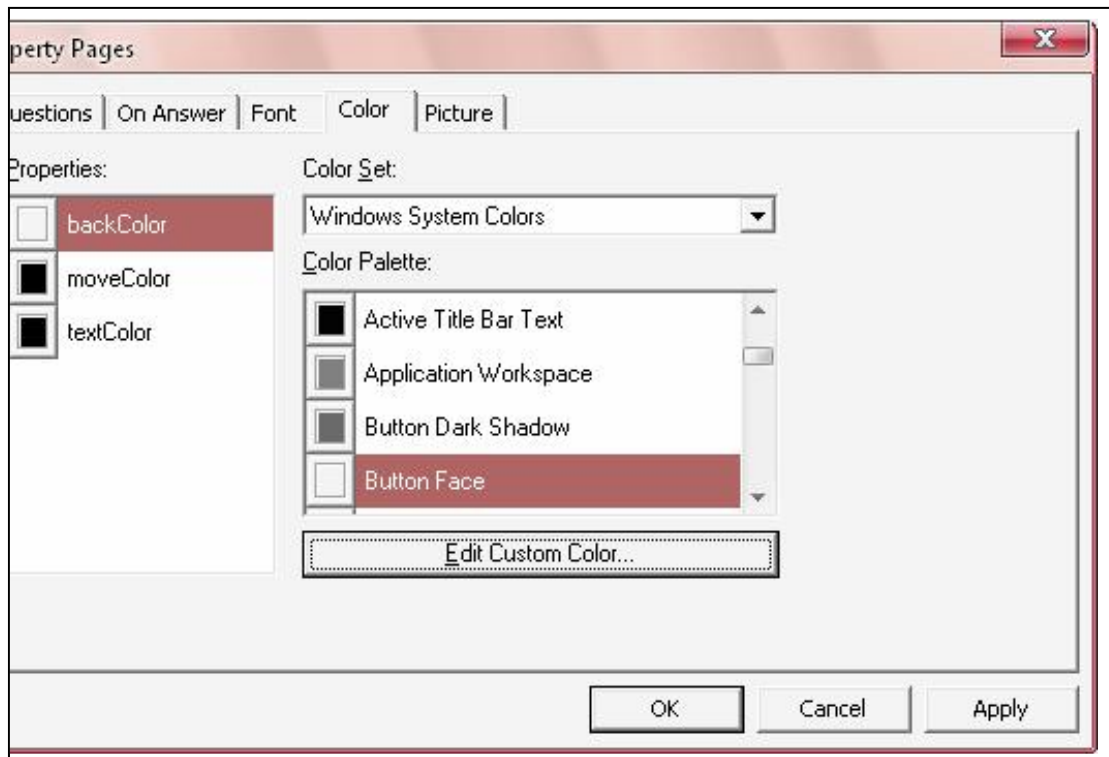 perty Pages
uestions On Answer Font Color Picture
Properties:
Color Set:
backColor
Windows System Colors
moveColor
Color Palette:
textColor
Active Title Bar Text
Application Workspace
Button Dark Shadow
Button Face
Edit Custom Color...
OK Cancel Apply